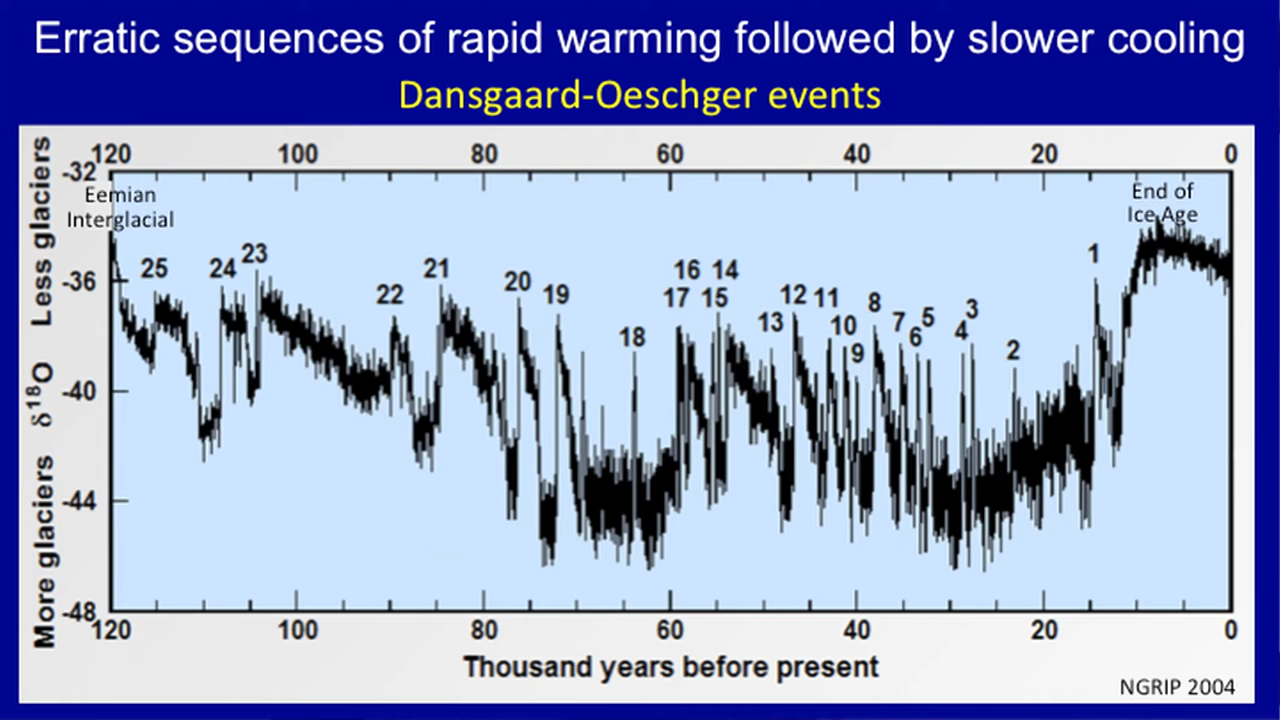 Erratic sequences of rapid warming followed by slower cooling
Dansgaard-Oeschger events
120 100 80 60 40 20 0
-32
-36
-40
-44
-48
More glaciers δ¹⁸O Less glaciers
Eemian
Interglacial
End of
Ice Age
25 24 23 22 21 20 19 18 17 16 15 14 13 12 11 10 9 8 7 6 5 4 3 2 1
120 100 80 60 40 20 0
Thousand years before present
NGRIP 2004